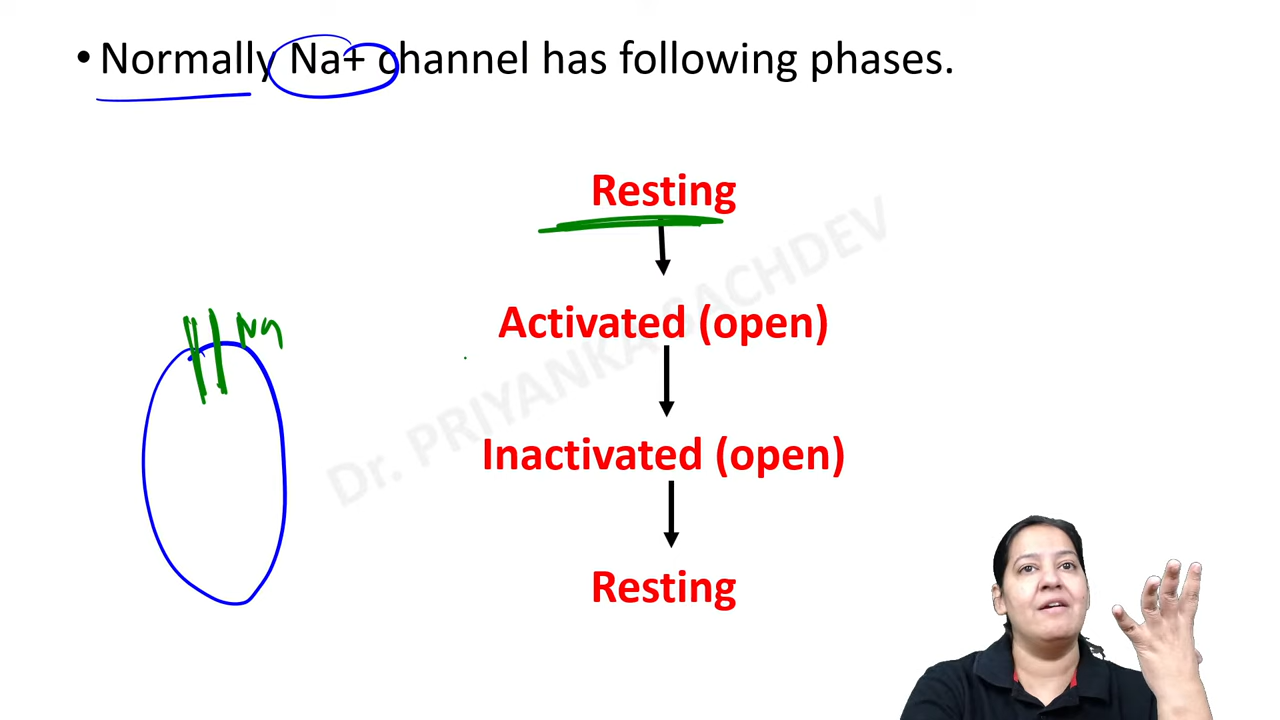 • Normally Na+ channel has following phases.
Resting
Activated (open)
Na
Inactivated (open)
Resting
Dr. PRIYANKA SACHDEV